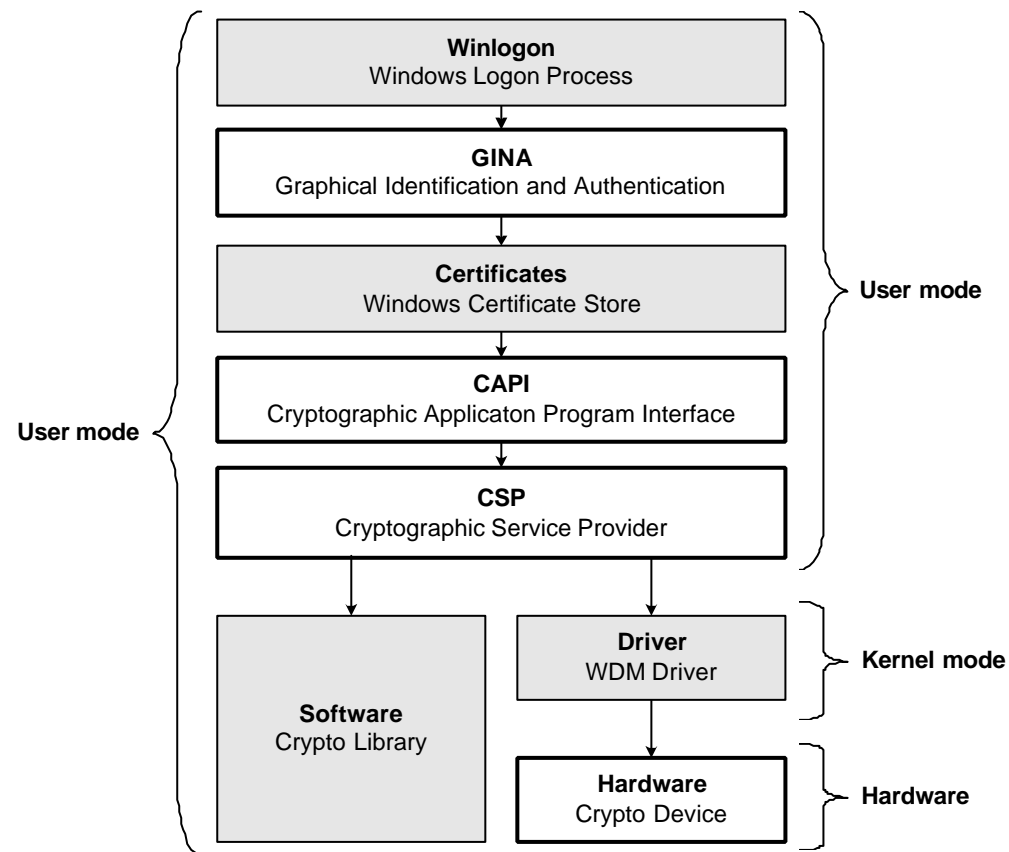 Winlogon
Windows Logon Process
GINA
Graphical Identification and Authentication
Certificates
Windows Certificate Store
User mode
CAPI
Cryptographic Applicaton Program Interface
User mode
CSP
Cryptographic Service Provider
Driver
WDM Driver
Kernel mode
Software
Crypto Library
Hardware
Crypto Device
Hardware